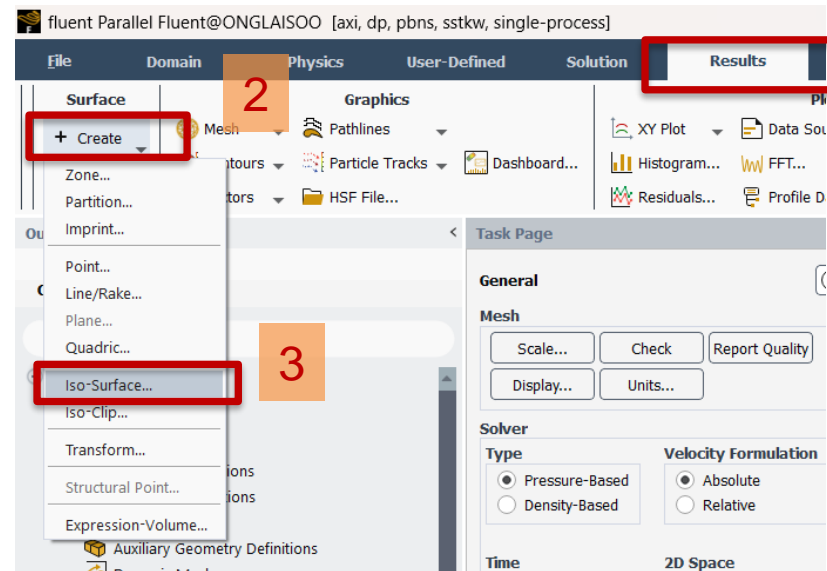 fluent Parallel Fluent@ONGLAISOO [axi, dp, pbns, sstkw, single-process]
File Domain Physics User-Defined Solution Results
2
Surface Graphics
+ Create Mesh Pathlines XY Plot Data Sou
Particle Tracks Dashboard... Histogram... FFT...
HSF File... Residuals... Profile D
Zone...
Partition...
Imprint...
Point...
Line/Rake...
Plane...
Quadric...
Iso-Surface...
Iso-Clip...
Transform...
Structural Point...
Expression-Volume...
3
Auxiliary Geometry Definitions
Task Page
General
Mesh
Scale... Check Report Quality
Display... Units...
Solver
Type Velocity Formulation
Pressure-Based Absolute
Density-Based Relative
Time 2D Space